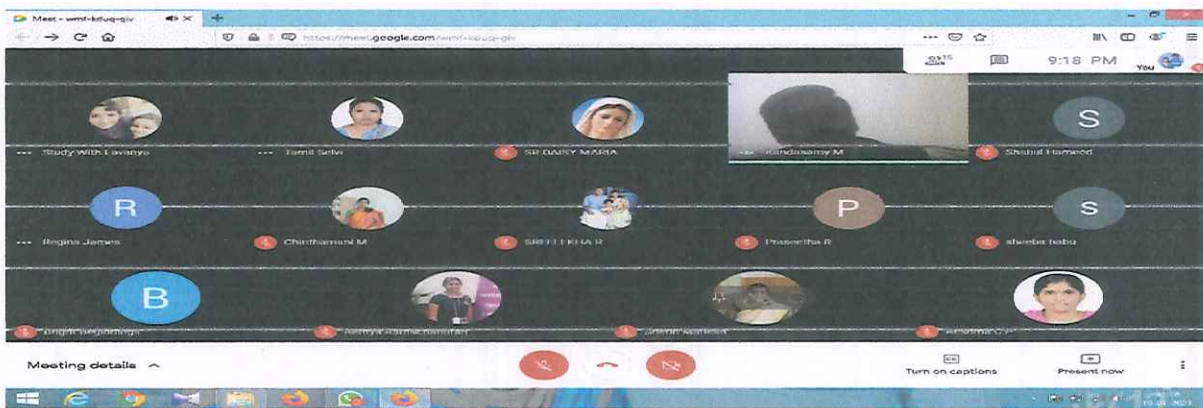 Meet - wmf-kduq-qiv
https://meet.google.com/wmf-kduq-qiv
15
9:18 PM
You
S
Study With Lavanya
Tamil Selvi
SR DAISY MARIA
Kandasamy M
Shahul Hameed
R
P
s
Regina James
Chinthamani M
SREELEKHA R
Praseetha R
sheeba babu
B
Meeting details
Turn on captions
Present now